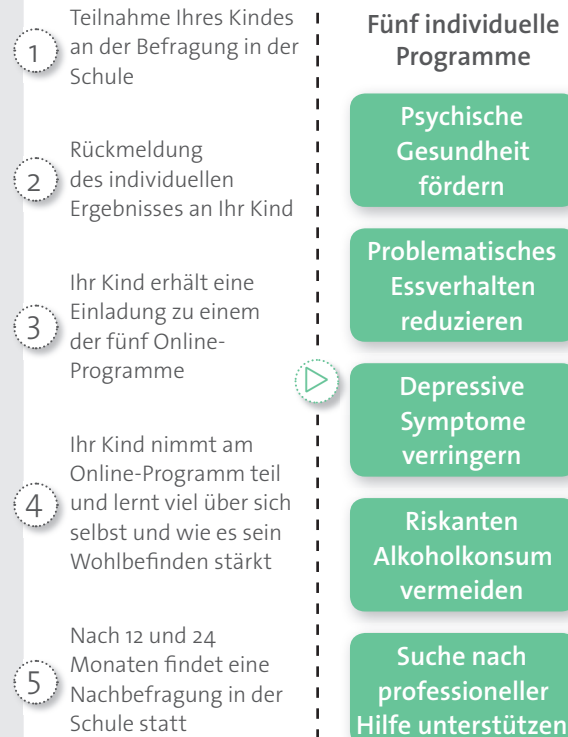 1
Teilnahme Ihres Kindes
an der Befragung in der
Schule
2
Rückmeldung
des individuellen
Ergebnisses an Ihr Kind
3
Ihr Kind erhält eine
Einladung zu einem
der fünf Online-
Programme
4
Ihr Kind nimmt am
Online-Programm teil
und lernt viel über sich
selbst und wie es sein
Wohlbefinden stärkt
5
Nach 12 und 24
Monaten findet eine
Nachbefragung in der
Schule statt
Fünf individuelle
Programme
Psychische
Gesundheit
fördern
Problematisches
Essverhalten
reduzieren
Depressive
Symptome
verringern
Riskanten
Alkoholkonsum
vermeiden
Suche nach
professioneller
Hilfe unterstützen